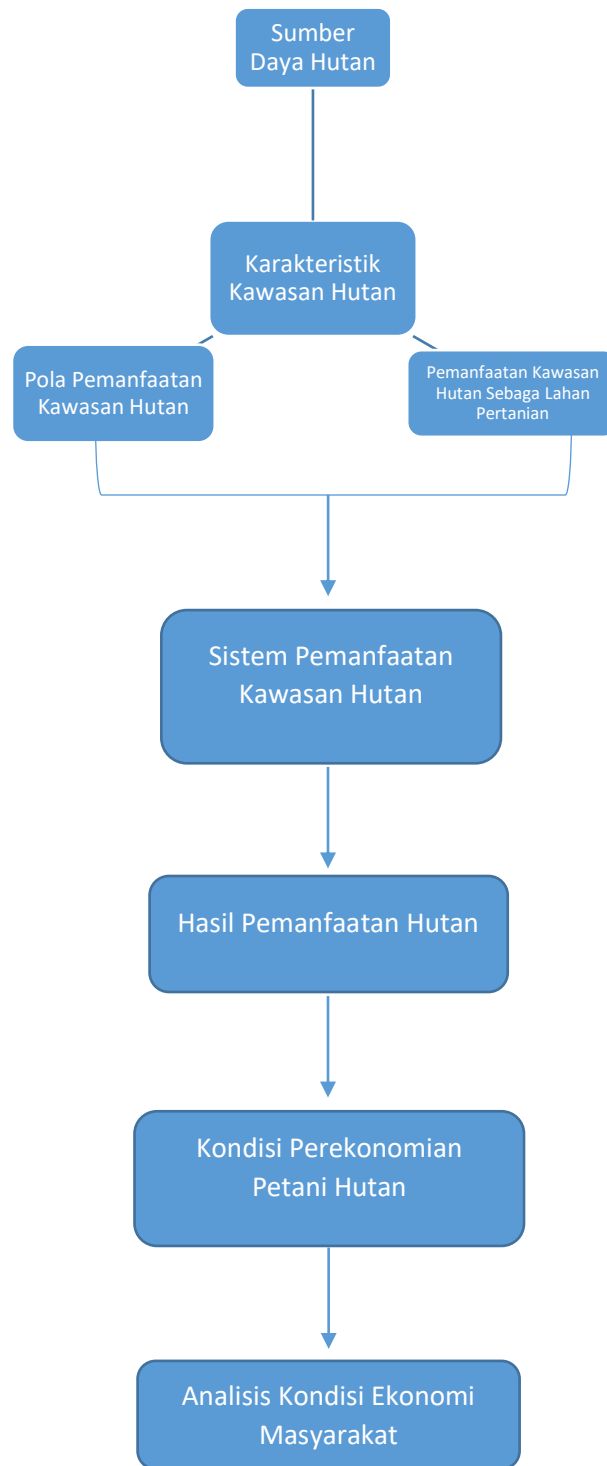 Sumber
Daya Hutan
Karakteristik
Kawasan Hutan
Pola Pemanfaatan
Kawasan Hutan
Pemanfaatan Kawasan
Hutan Sebaga Lahan
Pertanian
Sistem Pemanfaatan
Kawasan Hutan
Hasil Pemanfaatan Hutan
Kondisi Perekonomian
Petani Hutan
Analisis Kondisi Ekonomi
Masyarakat